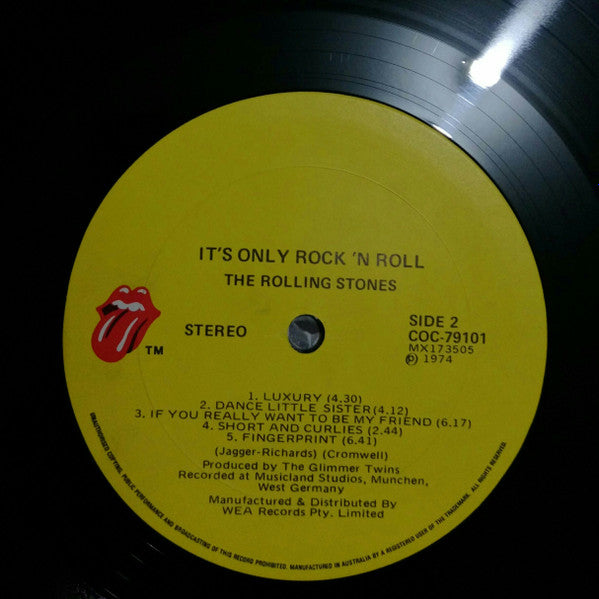 IT'S ONLY ROCK 'N ROLL
THE ROLLING STONES
TM
STEREO
SIDE 2
COC-79101
MX173505
Ⓟ 1974
1. LUXURY (4.30)
2. DANCE LITTLE SISTER(4.12)
3. IF YOU REALLY WANT TO BE MY FRIEND (6.17)
4. SHORT AND CURLIES (2.44)
5. FINGERPRINT (6.41)
(Jagger-Richards) (Cromwell)
Produced by The Glimmer Twins
Recorded at Musicland Studios, Munchen,
West Germany
Manufactured & Distributed By
WEA Records Pty. Limited
UNAUTHORISED COPYING, PUBLIC PERFORMANCE AND BROADCASTING OF THIS RECORD PROHIBITED. MANUFACTURED IN AUSTRALIA BY A REGISTERED USER OF THE TRADEMARK. ALL RIGHTS RESERVED.